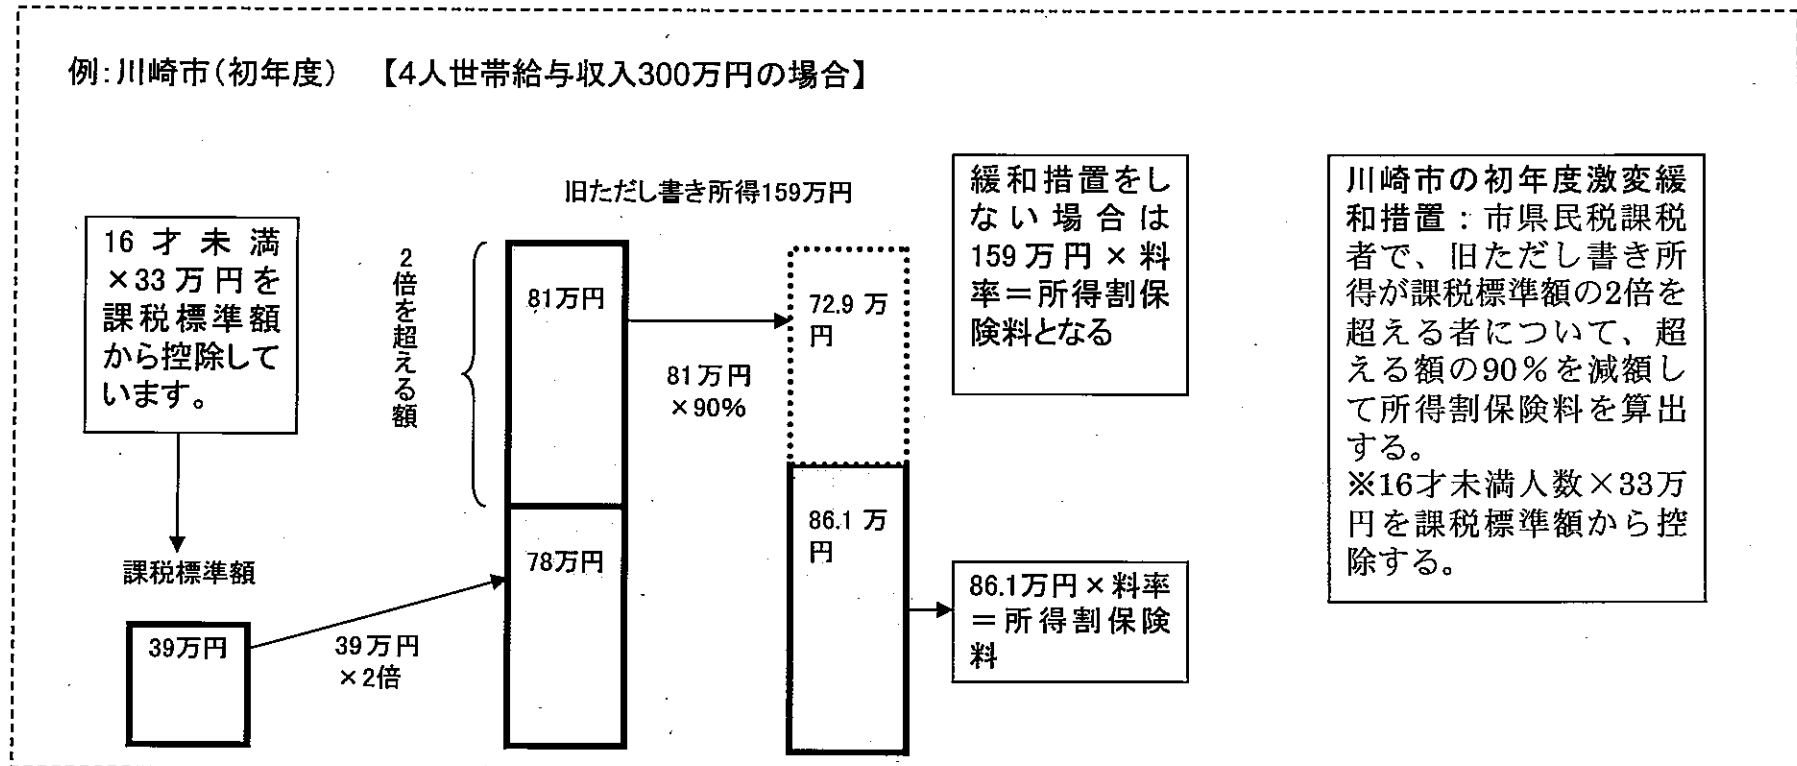 例:川崎市(初年度) 【4人世帯給与収入300万円の場合】
旧ただし書き所得159万円
16才未満
×33万円を
課税標準額
から控除して
います。
課税標準額
39万円
39万円
×2倍
2倍を超える額
81万円
78万円
81万円
×90%
72.9万
円
86.1万
円
緩和措置をし
ない場合は
159万円×料
率=所得割保
険料となる
86.1万円×料率
=所得割保険
料
川崎市の初年度激変緩
和措置:市県民税課税
者で、旧ただし書き所
得が課税標準額の2倍を
超える者について、超
える額の90%を減額し
て所得割保険料を算出
する。
※16才未満人数×33万
円を課税標準額から控
除する。